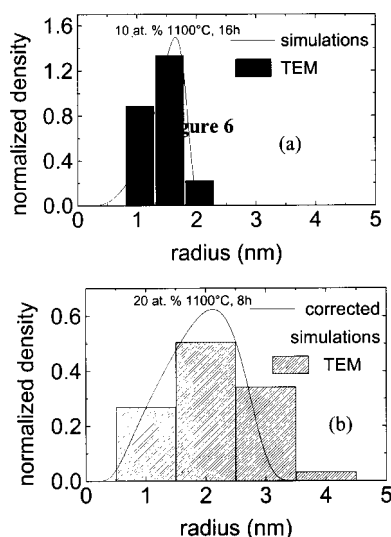 10 at. % 1100°C, 16h
simulations
TEM
gure 6
(a)
normalized density
1.6
1.2
0.8
0.4
0.0
0 1 2 3 4 5
radius (nm)
20 at. % 1100°C, 8h
corrected
simulations
TEM
(b)
normalized density
0.6
0.4
0.2
0.0
0 1 2 3 4 5
radius (nm)